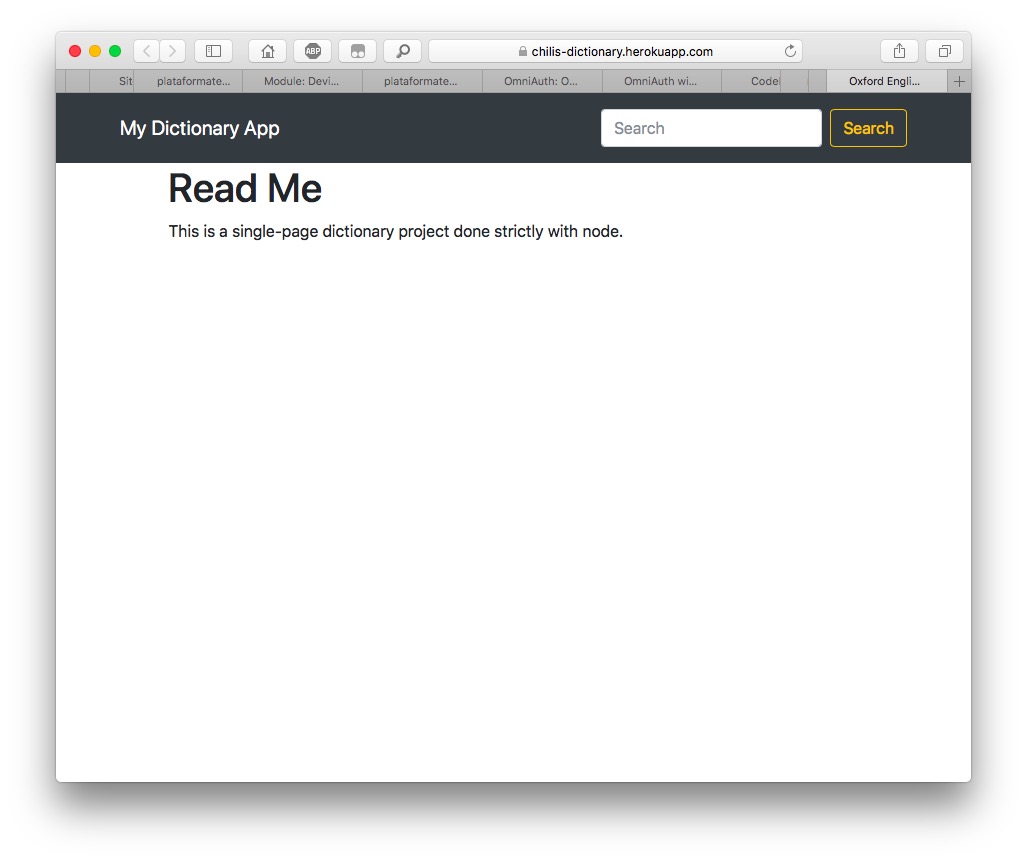 ABP
chilis-dictionary.herokuapp.com
Sit plataformate... Module: Devi... plataformate... OmniAuth: O... OmniAuth wi... Code Oxford Engli...
My Dictionary App
Search
Search
Read Me
This is a single-page dictionary project done strictly with node.